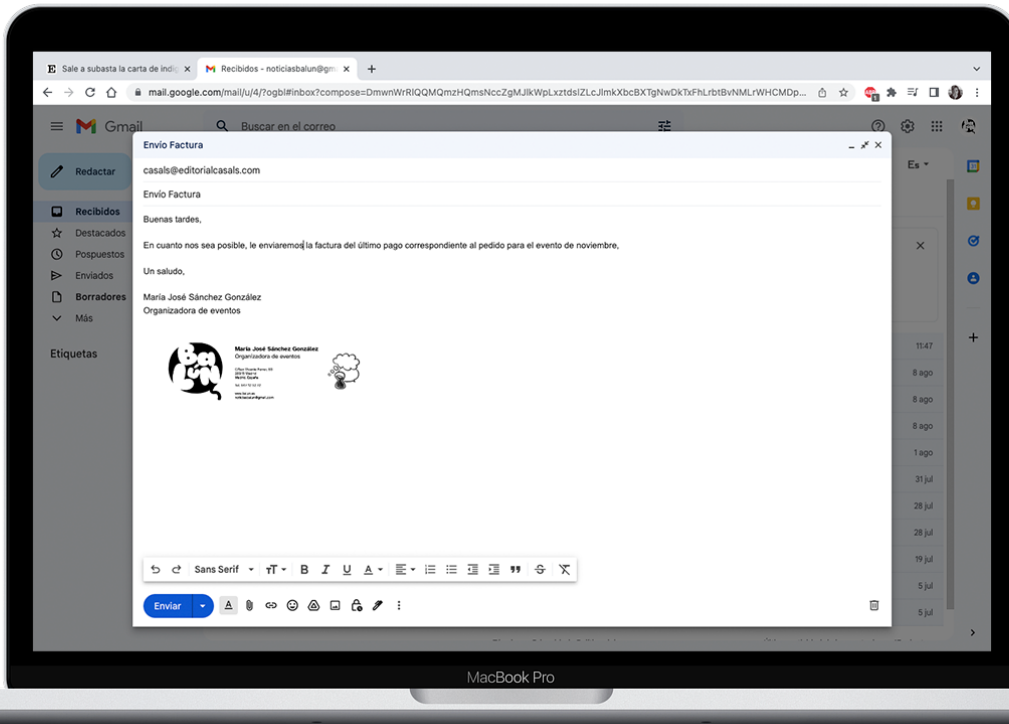 Sale a subasta la carta de indig
Recibidos - noticiasbalun@gm
mail.google.com/mail/u/4/?ogbl#inbox?compose=DmwnWrRlQQMQmzHQmsNccZgMJlkWpLxztdslZLcJlmkXbcBXTgNwDkTxFhLrbtBvNMLrWHCMDp...
Gmail
Buscar en el correo
Envío Factura
Redactar
casals@editorialcasals.com
Es
Envío Factura
Recibidos
Buenas tardes,
Destacados
En cuanto nos sea posible, le enviaremos la factura del último pago correspondiente al pedido para el evento de noviembre,
Pospuestos
Enviados
Un saludo,
Borradores
María José Sánchez González
Organizadora de eventos
Más
Etiquetas
BaLuN
María José Sánchez González
Organizadora de eventos
11:47
8 ago
8 ago
8 ago
1 ago
31 jul
28 jul
28 jul
19 jul
5 jul
5 jul
Sans Serif
Enviar
MacBook Pro